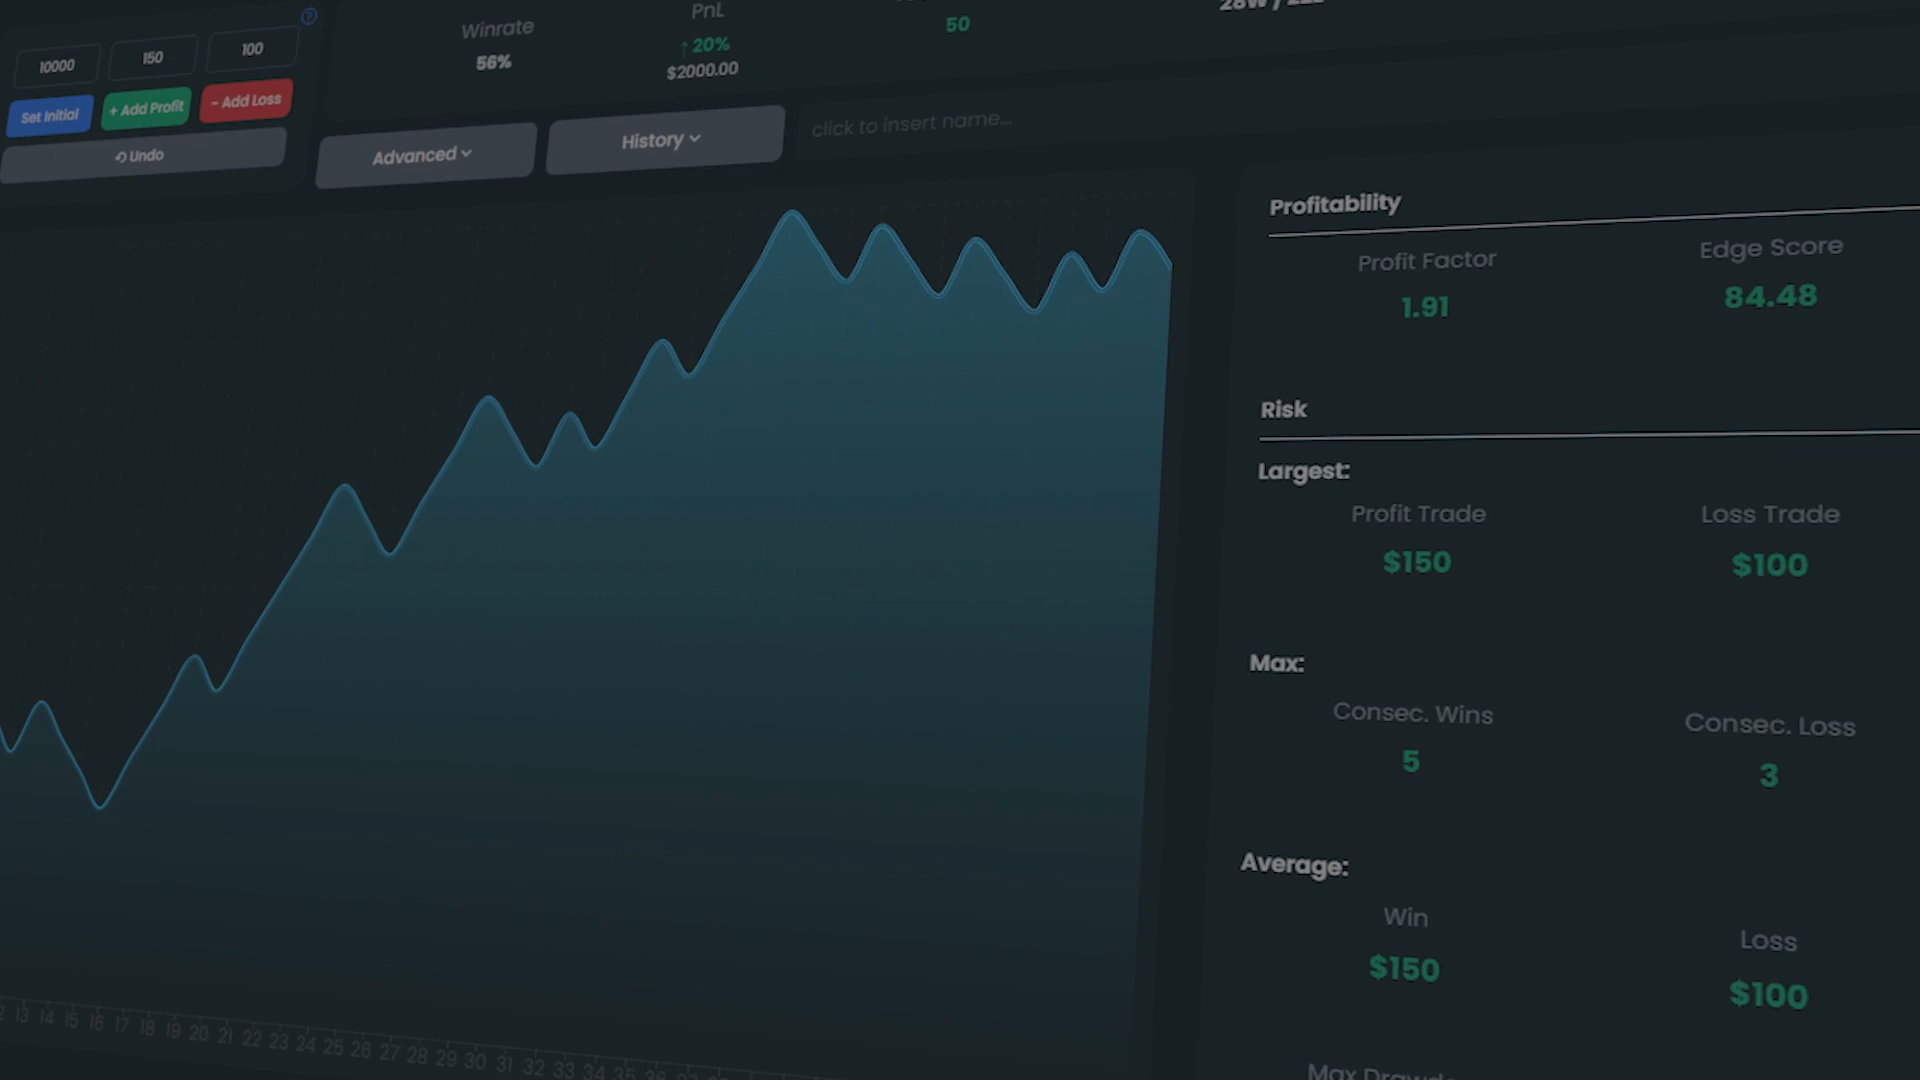 10000
150
100
Set Initial
+ Add Profit
- Add Loss
Undo
Winrate
56%
PnL
↑ 20%
$2000.00
50
Advanced
History
click to insert name...
Profitability
Profit Factor
Edge Score
1.91
84.48
Risk
Largest:
Profit Trade
Loss Trade
$150
$100
Max:
Consec. Wins
Consec. Loss
5
3
Average:
Win
Loss
$150
$100
13 14 15 16 17 18 19 20 21 22 23 24 25 26 27 28 29 30 31 32 33 34 35 36